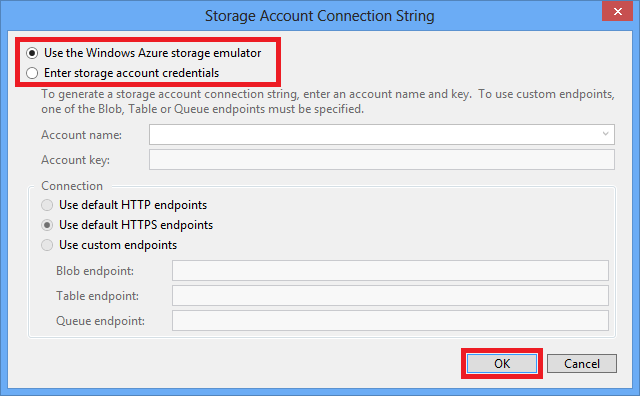 Storage Account Connection String
Use the Windows Azure storage emulator
Enter storage account credentials
To generate a storage account connection string, enter an account name and key.  To use custom endpoints,
one of the Blob, Table or Queue endpoints must be specified.
Account name:
Account key:
Connection
Use default HTTP endpoints
Use default HTTPS endpoints
Use custom endpoints
Blob endpoint:
Table endpoint:
Queue endpoint:
OK Cancel